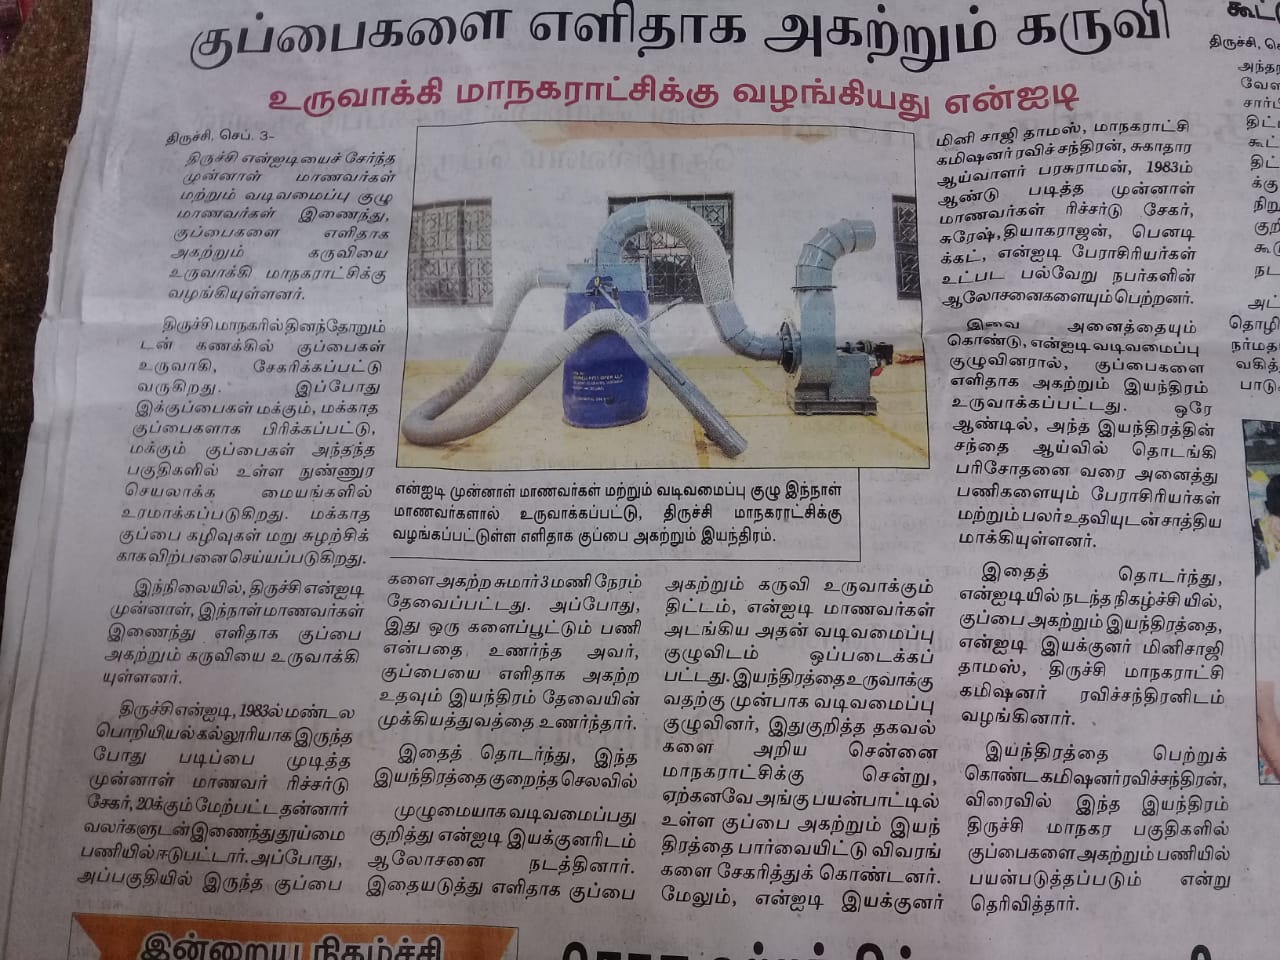 குப்பைகளை எளிதாக அகற்றும் கருவி
உருவாக்கி மாநகராட்சிக்கு வழங்கியது என்ஐடி
திருச்சி, செப். 3-
திருச்சி என்ஐடியைச் சேர்ந்த
முன்னாள் மாணவர்கள்
மற்றும் வடிவமைப்பு குழு
மாணவர்கள் இணைந்து,
குப்பைகளை எளிதாக
அகற்றும் கருவியை
உருவாக்கி மாநகராட்சிக்கு
வழங்கியுள்ளனர்.
திருச்சி மாநகரில் தினந்தோறும்
டன் கணக்கில் குப்பைகள்
உருவாகி, சேகரிக்கப்பட்டு
வருகிறது. இப்போது
இக்குப்பைகள் மக்கும், மக்காத
குப்பைகளாக பிரிக்கப்பட்டு,
மக்கும் குப்பைகள் அந்தந்த
பகுதிகளில் உள்ள நுண்ணுர
செயலாக்க மையங்களில்
உரமாக்கப்படுகிறது. மக்காத
குப்பை கழிவுகள் மறு சுழற்சிக்
காகவிற்பனை செய்யப்படுகிறது.
இந்நிலையில், திருச்சி என்ஐடி
முன்னாள், இந்நாள் மாணவர்கள்
இணைந்து எளிதாக குப்பை
அகற்றும் கருவியை உருவாக்கி
யுள்ளனர்.
திருச்சி என்ஐடி, 1983ல் மண்டல
பொறியியல் கல்லூரியாக இருந்த
போது படிப்பை முடித்த
முன்னாள் மாணவர் ரிச்சர்டு
சேகர், 20க்கும் மேற்பட்ட தன்னார்
வலர்களுடன் இணைந்து தூய்மை
பணியில் ஈடுபட்டார். அப்போது,
அப்பகுதியில் இருந்த குப்பை
என்ஐடி முன்னாள் மாணவர்கள் மற்றும் வடிவமைப்பு குழு இந்நாள்
மாணவர்களால் உருவாக்கப்பட்டு, திருச்சி மாநகராட்சிக்கு
வழங்கப்பட்டுள்ள எளிதாக குப்பை அகற்றும் இயந்திரம்.
களை அகற்ற சுமார் 3 மணி நேரம்
தேவைப்பட்டது. அப்போது,
இது ஒரு களைப்பூட்டும் பணி
என்பதை உணர்ந்த அவர்,
குப்பையை எளிதாக அகற்ற
உதவும் இயந்திரம் தேவையின்
முக்கியத்துவத்தை உணர்ந்தார்.
இதைத் தொடர்ந்து, இந்த
இயந்திரத்தை குறைந்த செலவில்
முழுமையாக வடிவமைப்பது
குறித்து என்ஐடி இயக்குனரிடம்
ஆலோசனை நடத்தினார்.
இதையடுத்து எளிதாக குப்பை
அகற்றும் கருவி உருவாக்கும்
திட்டம், என்ஐடி மாணவர்கள்
அடங்கிய அதன் வடிவமைப்பு
குழுவிடம் ஒப்படைக்கப்
பட்டது. இயந்திரத்தை உருவாக்கு
வதற்கு முன்பாக வடிவமைப்பு
குழுவினர், இதுகுறித்த தகவல்
களை அறிய சென்னை
மாநகராட்சிக்கு சென்று,
ஏற்கனவே அங்கு பயன்பாட்டில்
உள்ள குப்பை அகற்றும் இயந்
திரத்தை பார்வையிட்டு விவரங்
களை சேகரித்துக் கொண்டனர்.
மேலும், என்ஐடி இயக்குனர்
மினி சாஜி தாமஸ், மாநகராட்சி
கமிஷனர் ரவிச்சந்திரன், சுகாதார
ஆய்வாளர் பரசுராமன், 1983ம்
ஆண்டு படித்த முன்னாள்
மாணவர்கள் ரிச்சர்டு சேகர்,
சுரேஷ், தியாகராஜன், பெனடி
க்கட், என்ஐடி பேராசிரியர்கள்
உட்பட பல்வேறு நபர்களின்
ஆலோசனைகளையும் பெற்றனர்.
இவை அனைத்தையும்
கொண்டு, என்ஐடி வடிவமைப்பு
குழுவினரால், குப்பைகளை
எளிதாக அகற்றும் இயந்திரம்
உருவாக்கப்பட்டது. ஒரே
ஆண்டில், அந்த இயந்திரத்தின்
சந்தை ஆய்வில் தொடங்கி
பரிசோதனை வரை அனைத்து
பணிகளையும் பேராசிரியர்கள்
மற்றும் பலர் உதவியுடன் சாத்திய
மாக்கியுள்ளனர்.
இதைத் தொடர்ந்து,
என்ஐடியில் நடந்த நிகழ்ச்சி யில்,
குப்பை அகற்றும் இயந்திரத்தை,
என்ஐடி இயக்குனர் மினிசாஜி
தாமஸ், திருச்சி மாநகராட்சி
கமிஷனர் ரவிச்சந்திரனிடம்
வழங்கினார்.
இயந்திரத்தை பெற்றுக்
கொண்ட கமிஷனர் ரவிச்சந்திரன்,
விரைவில் இந்த இயந்திரம்
திருச்சி மாநகர பகுதிகளில்
குப்பைகளை அகற்றும் பணியில்
பயன்படுத்தப்படும் என்று
தெரிவித்தார்.
இன்றைய நிகழ்ச்சி